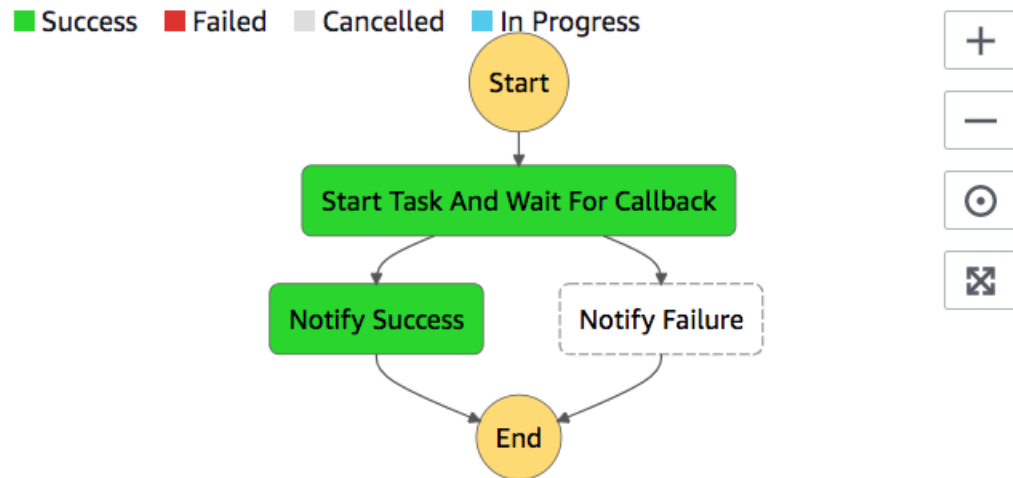 Success Failed Cancelled In Progress
Start
Start Task And Wait For Callback
Notify Success Notify Failure
End